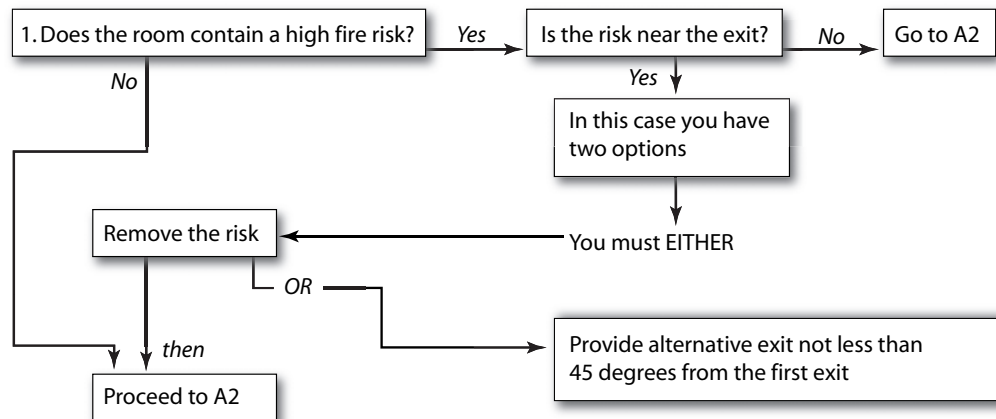 1. Does the room contain a high fire risk?
Yes
Is the risk near the exit?
No
Go to A2
No
Yes
In this case you have
two options
Remove the risk
You must EITHER
OR
then
Provide alternative exit not less than
45 degrees from the first exit
Proceed to A2